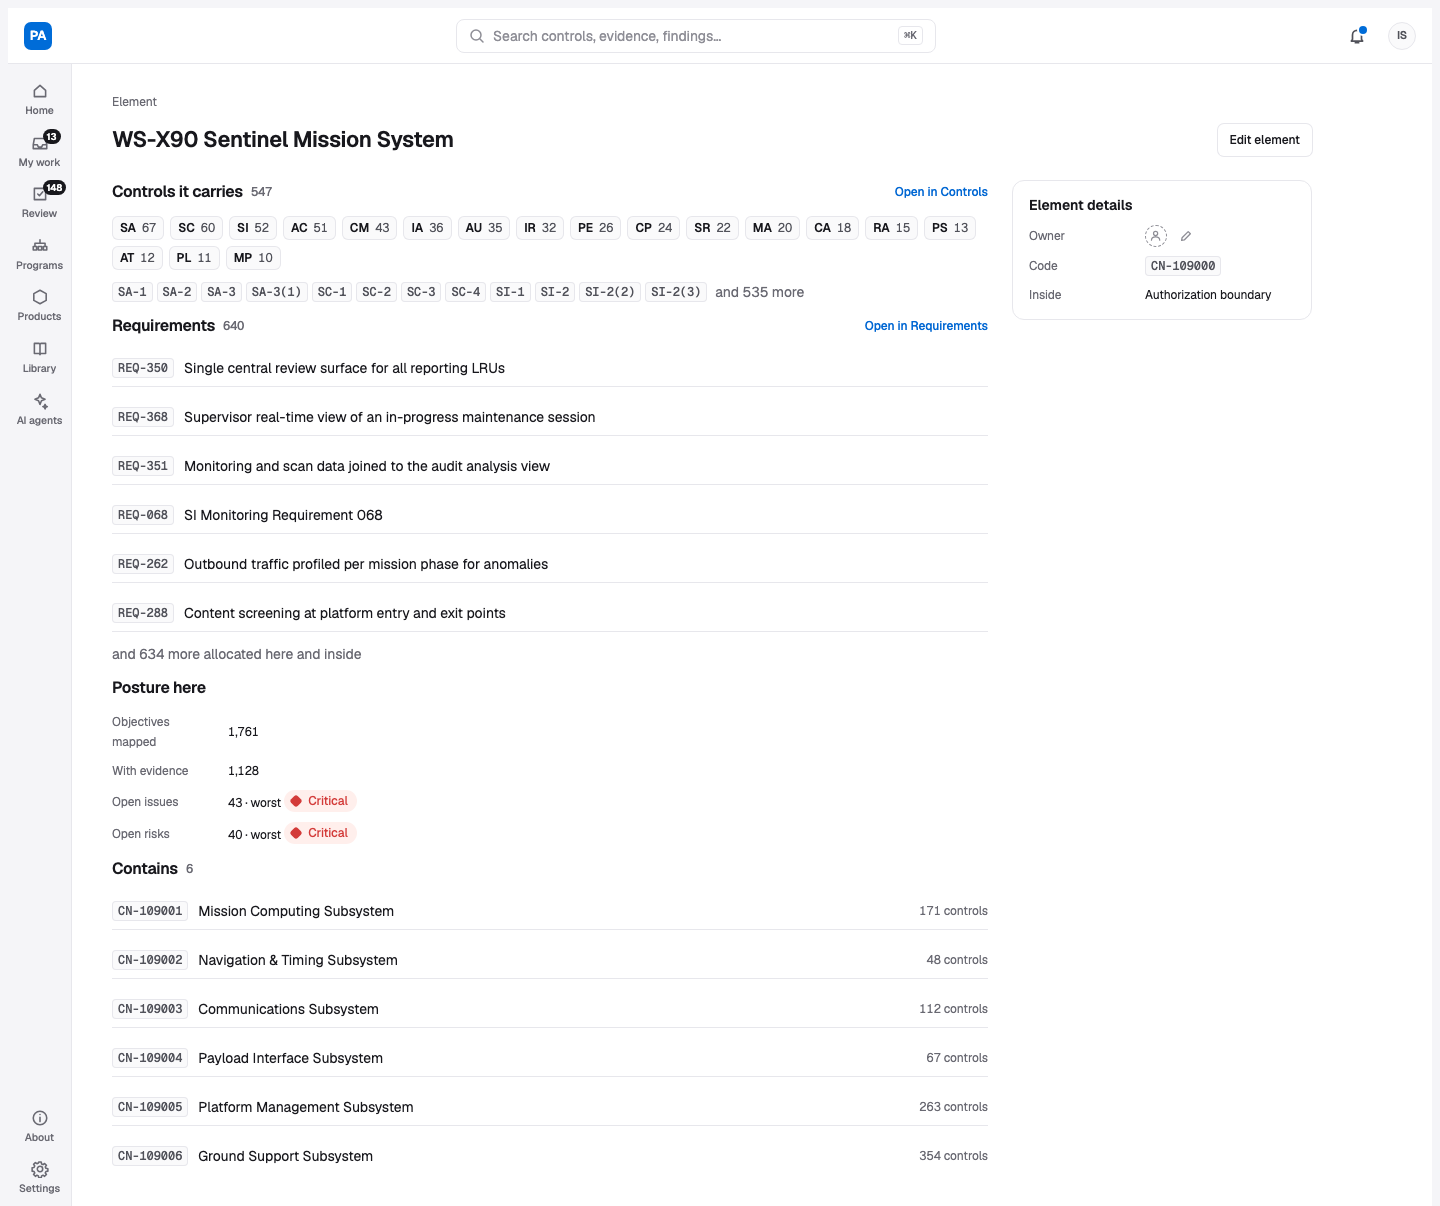 PA
Search controls, evidence, findings...
⌘K
IS
Home
13
My work
148
Review
Programs
Products
Library
AI agents
About
Settings
Element
WS-X90 Sentinel Mission System
Edit element
Controls it carries 547
Open in Controls
SA 67 SC 60 SI 52 AC 51 CM 43 IA 36 AU 35 IR 32 PE 26 CP 24 SR 22 MA 20 CA 18 RA 15 PS 13
AT 12 PL 11 MP 10
SA-1 SA-2 SA-3 SA-3(1) SC-1 SC-2 SC-3 SC-4 SI-1 SI-2 SI-2(2) SI-2(3) and 535 more
Requirements 640
Open in Requirements
REQ-350 Single central review surface for all reporting LRUs
REQ-368 Supervisor real-time view of an in-progress maintenance session
REQ-351 Monitoring and scan data joined to the audit analysis view
REQ-068 SI Monitoring Requirement 068
REQ-262 Outbound traffic profiled per mission phase for anomalies
REQ-288 Content screening at platform entry and exit points
and 634 more allocated here and inside
Posture here
Objectives
mapped
1,761
With evidence 1,128
Open issues 43 · worst Critical
Open risks 40 · worst Critical
Contains 6
CN-109001 Mission Computing Subsystem 171 controls
CN-109002 Navigation & Timing Subsystem 48 controls
CN-109003 Communications Subsystem 112 controls
CN-109004 Payload Interface Subsystem 67 controls
CN-109005 Platform Management Subsystem 263 controls
CN-109006 Ground Support Subsystem 354 controls
Element details
Owner
Code CN-109000
Inside Authorization boundary